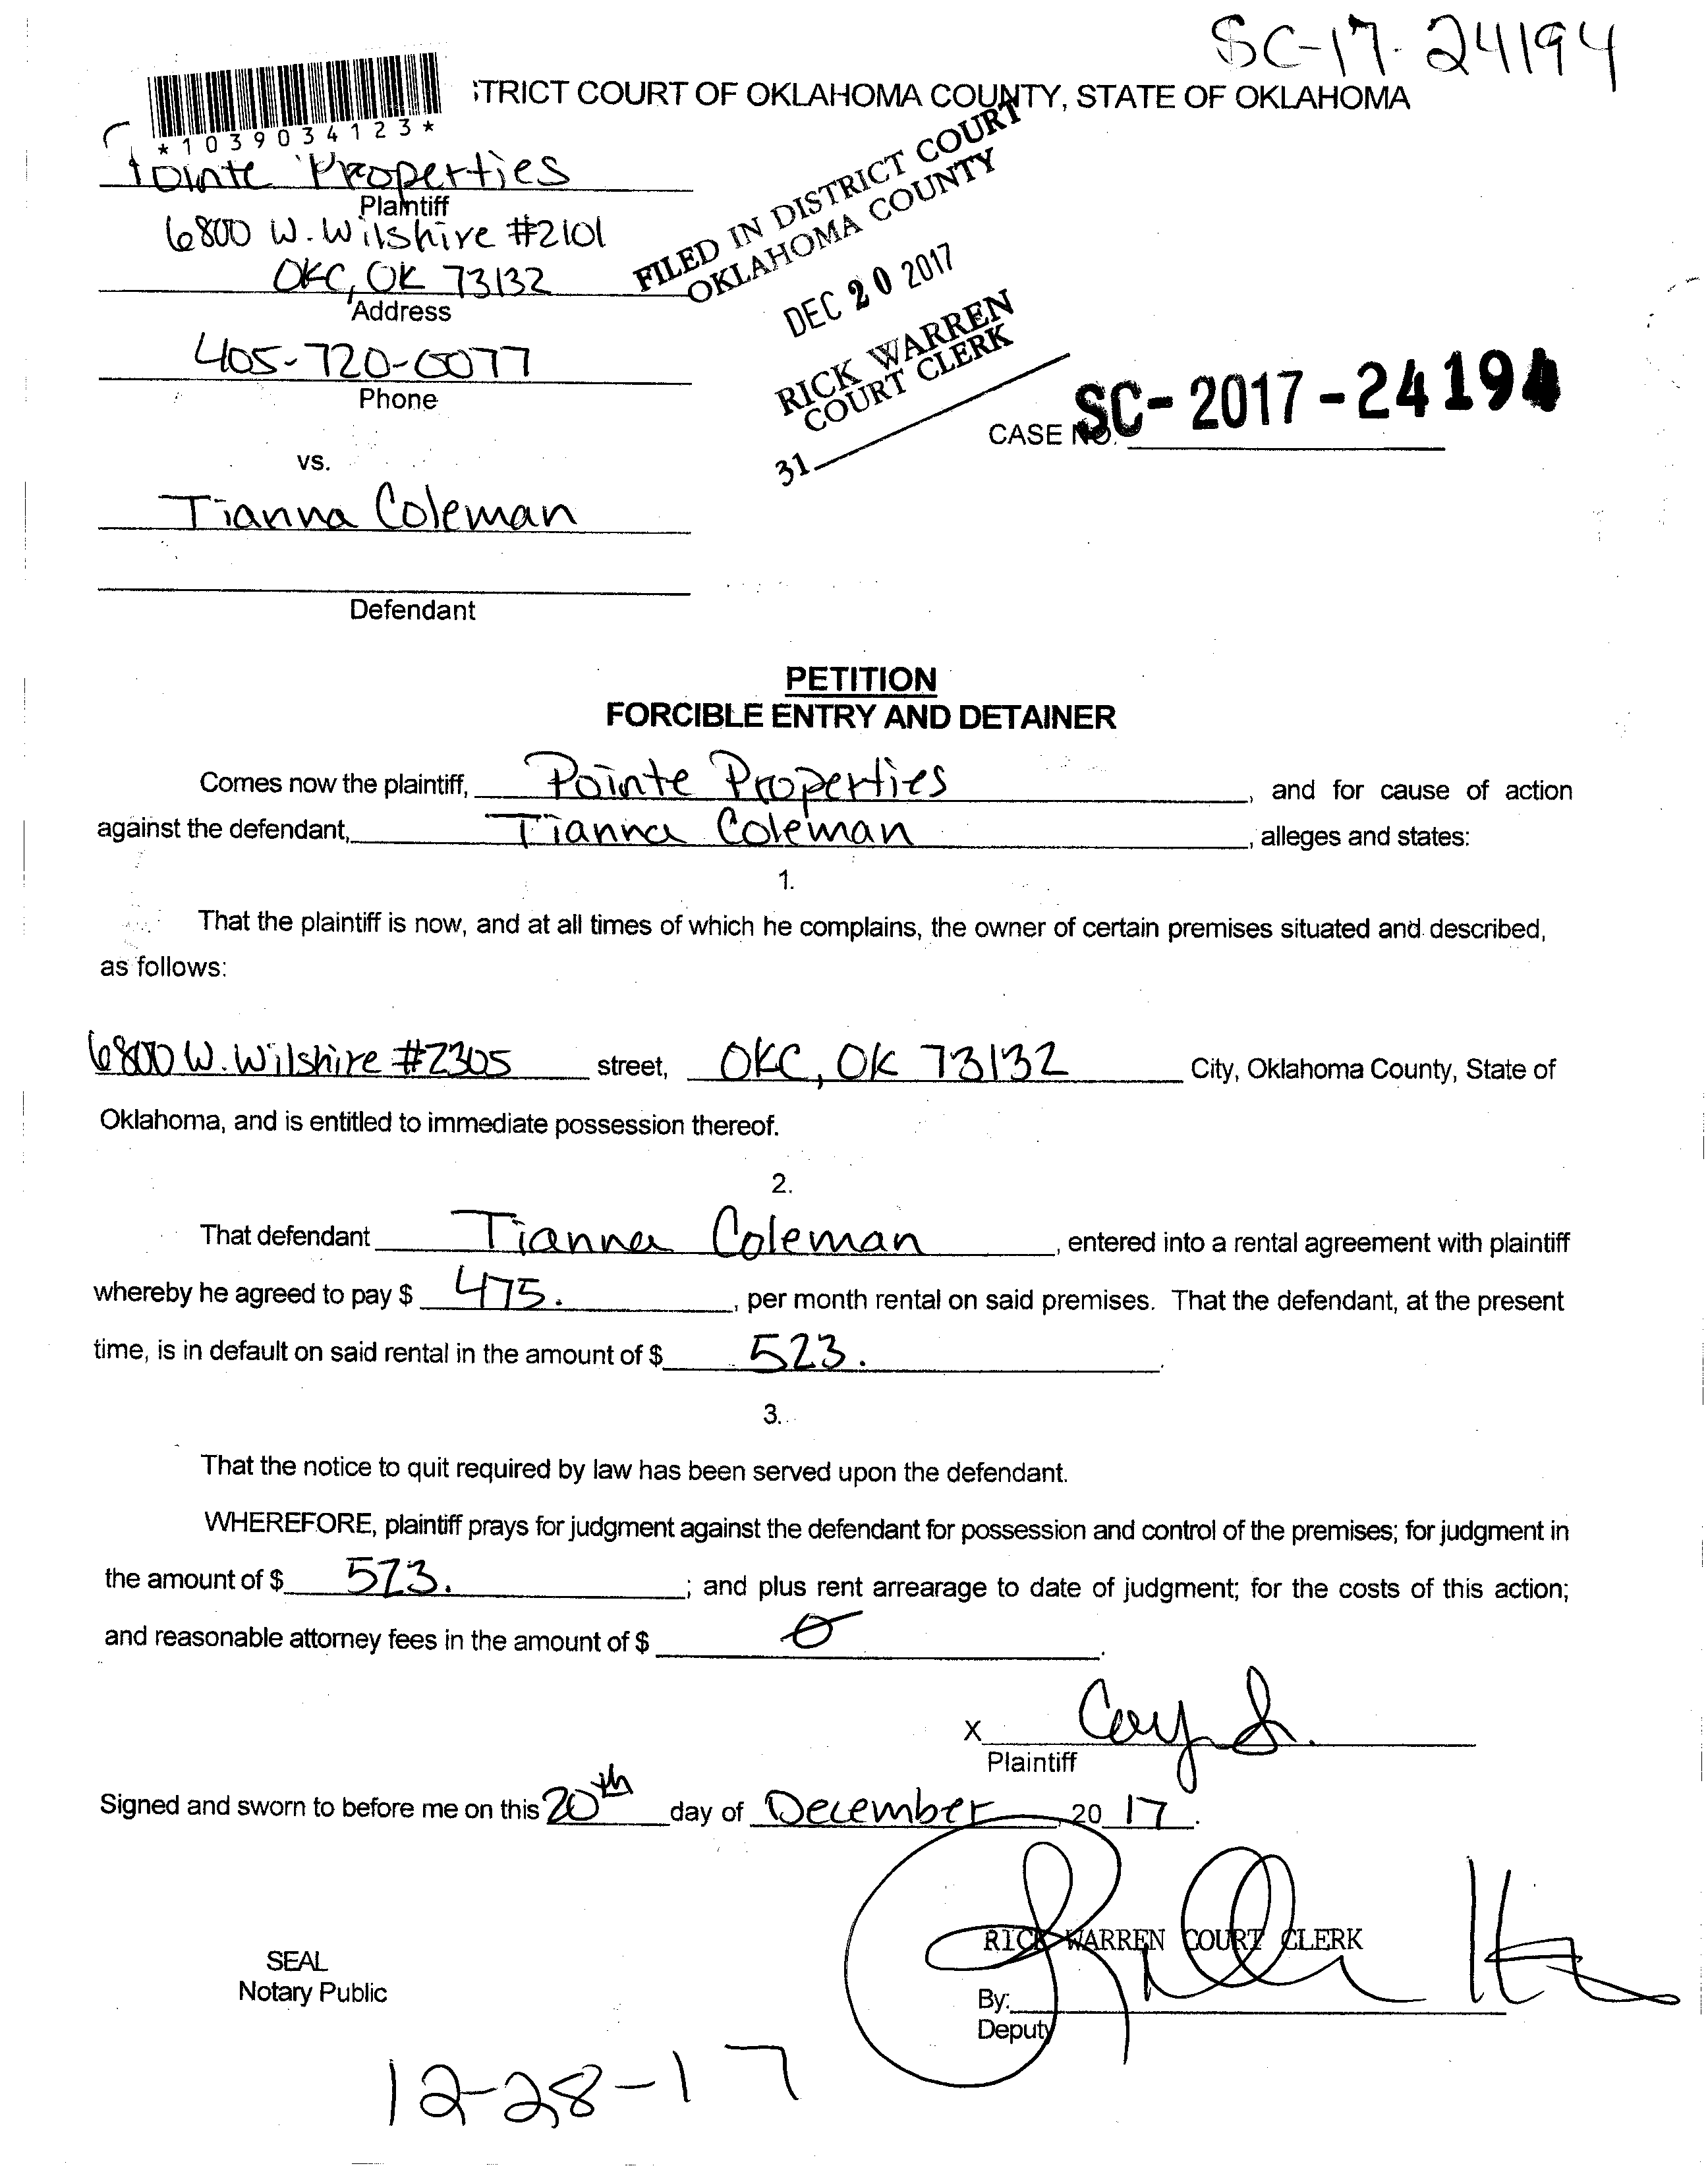 SC-17-24194
STRICT COURT OF OKLAHOMA COUNTY, STATE OF OKLAHOMA
*1039034123*
Pointe Properties
Plaintiff
6800 W. Wilshire #2101
OKC, OK 73132
Address
405-720-0077
Phone
FILED IN DISTRICT COURT
OKLAHOMA COUNTY
DEC 20 2017
RICK WARREN
COURT CLERK
31
CASE NO. SC-2017-24194
vs.
Tianna Coleman
Defendant
PETITION
FORCIBLE ENTRY AND DETAINER
Comes now the plaintiff, Pointe Properties, and for cause of action
against the defendant, Tianna Coleman, alleges and states:
1.
That the plaintiff is now, and at all times of which he complains, the owner of certain premises situated and described,
as follows:
6800 W. Wilshire #2305 street, OKC, OK 73132 City, Oklahoma County, State of
Oklahoma, and is entitled to immediate possession thereof.
2.
That defendant Tianna Coleman, entered into a rental agreement with plaintiff
whereby he agreed to pay $ 475., per month rental on said premises. That the defendant, at the present
time, is in default on said rental in the amount of $ 523..
3.
That the notice to quit required by law has been served upon the defendant.
WHEREFORE, plaintiff prays for judgment against the defendant for possession and control of the premises; for judgment in
the amount of $ 523.; and plus rent arrearage to date of judgment; for the costs of this action;
and reasonable attorney fees in the amount of $ 0.
X
Plaintiff
Signed and sworn to before me on this 20th day of December, 20 17.
RICK WARREN COURT CLERK
SEAL
Notary Public
By:
Deputy
12-28-17